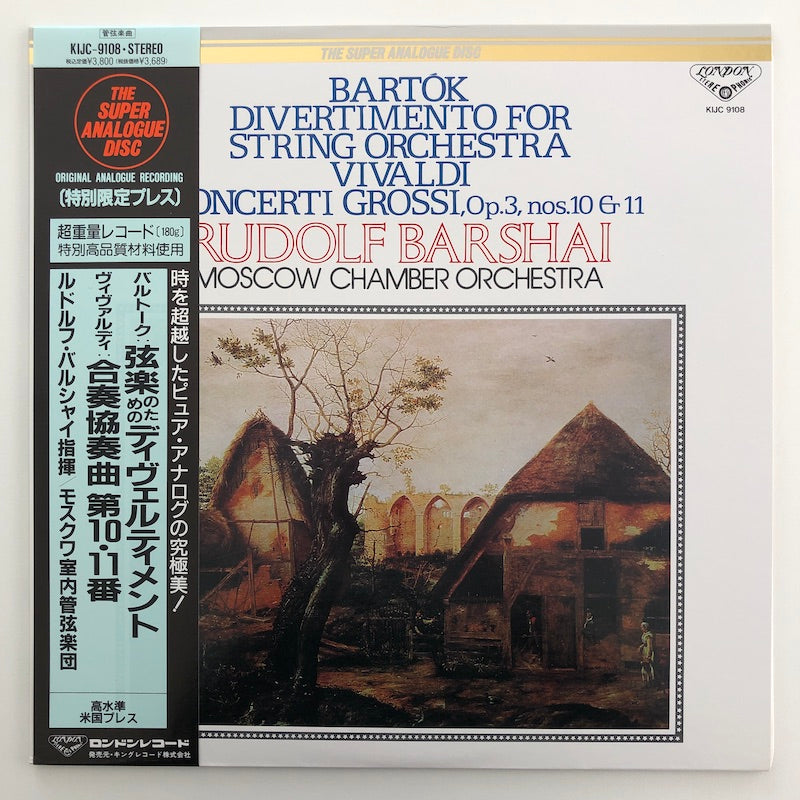 管弦楽曲
KIJC-9108・STEREO
税込定価¥3,800(税抜価格¥3,689)
THE
SUPER
ANALOGUE
DISC
ORIGINAL ANALOGUE RECORDING
〔特別限定プレス〕
超重量レコード〔180g〕
特別高品質材料使用
時を超越したピュア・アナログの究極美!
バルトーク:弦楽のためのディヴェルティメント
ヴィヴァルディ:合奏協奏曲 第10・11番
ルドルフ・バルシャイ指揮/モスクワ室内管弦楽団
高水準
米国プレス
LONDON
ロンドンレコード
発売元・キングレコード株式会社
THE SUPER ANALOGUE DISC
LONDON
STEREOPHONIC
KIJC 9108
BARTÓK
DIVERTIMENTO FOR
STRING ORCHESTRA
VIVALDI
ONCERTI GROSSI, Op.3, nos.10 & 11
RUDOLF BARSHAI
MOSCOW CHAMBER ORCHESTRA